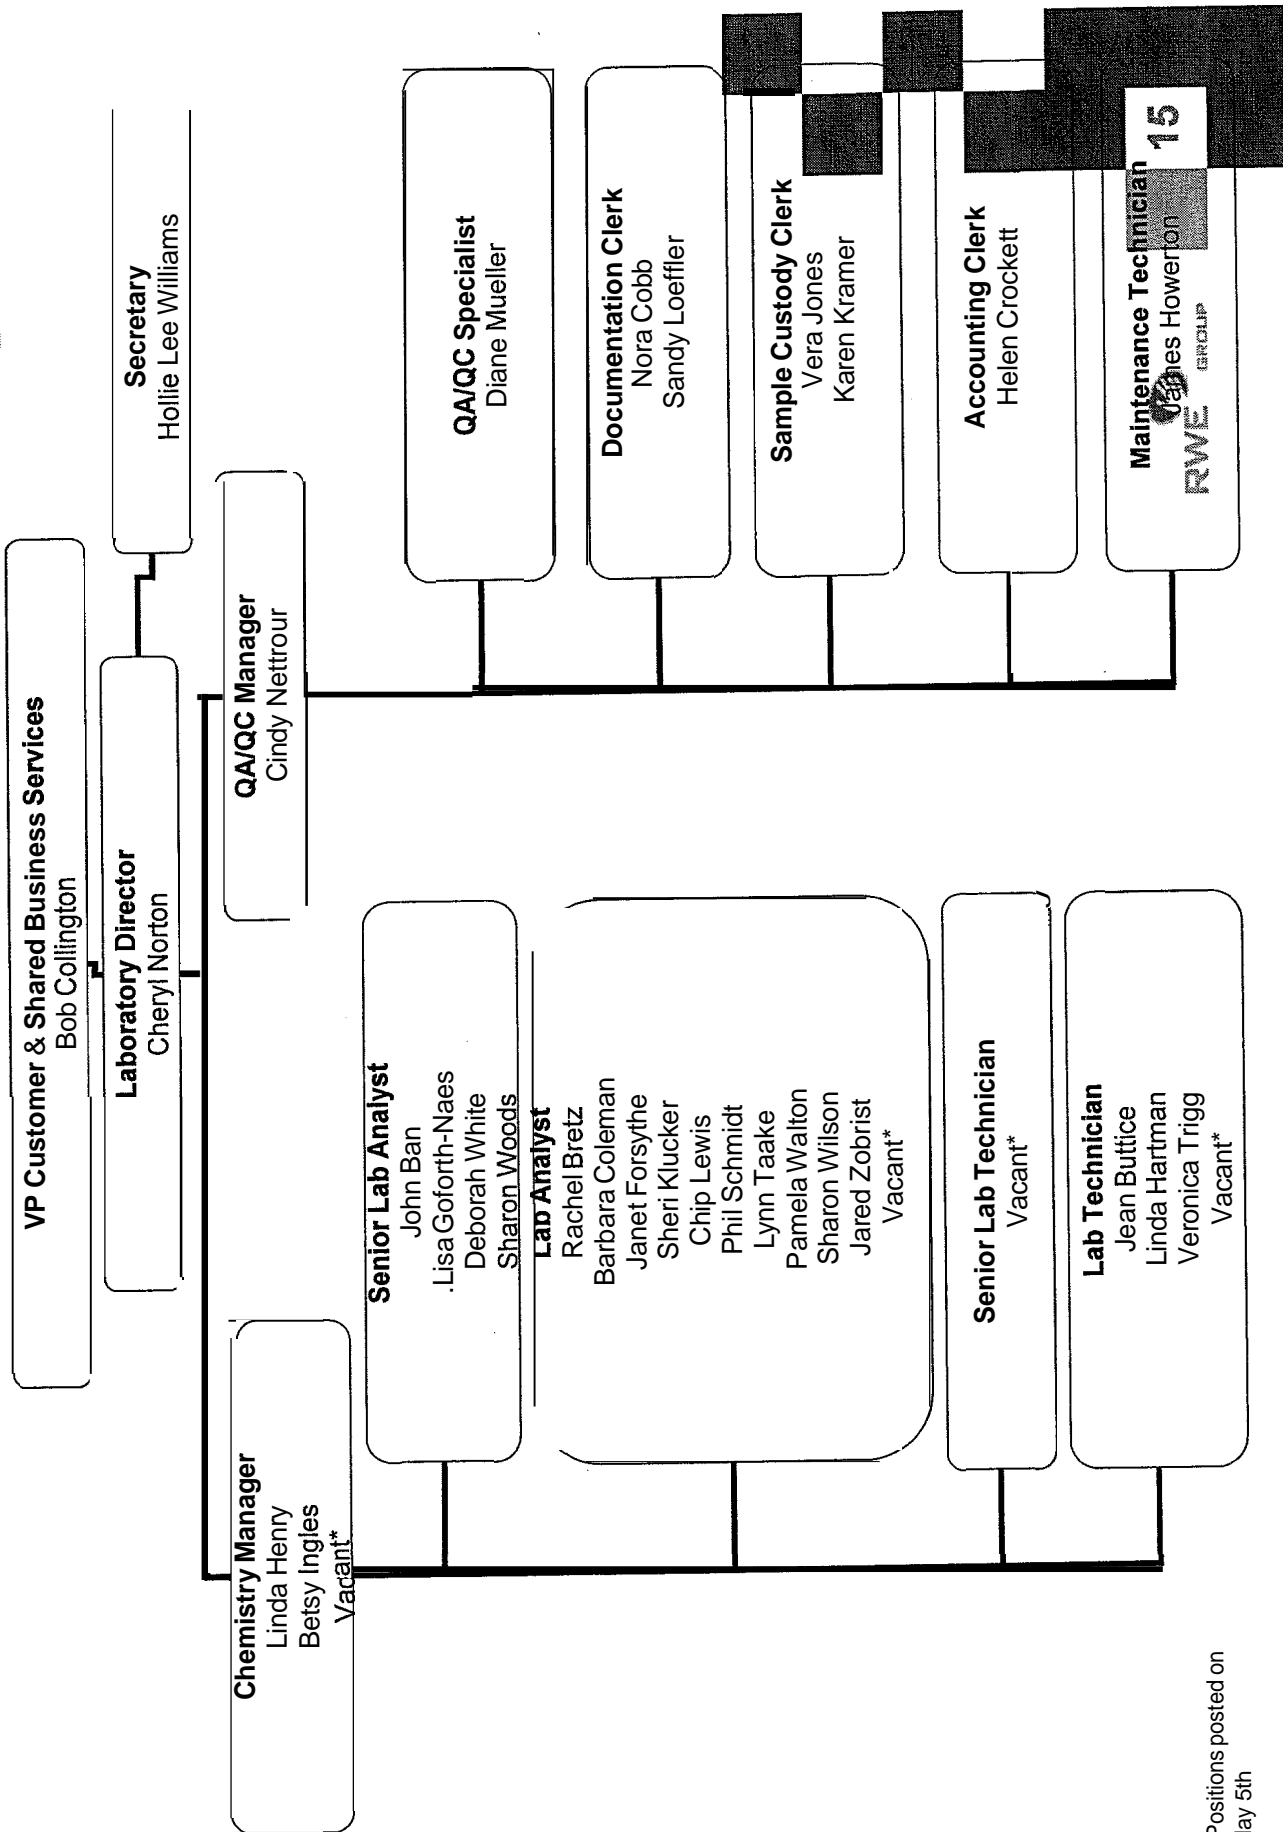 VP Customer & Shared Business Services
Bob Collington
Laboratory Director
Cheryl Norton
Secretary
Hollie Lee Williams
Chemistry Manager
Linda Henry
Betsy Ingles
Vacant*
QA/QC Manager
Cindy Nettrour
Senior Lab Analyst
John Ban
.Lisa Goforth-Naes
Deborah White
Sharon Woods
Lab Analyst
Rachel Bretz
Barbara Coleman
Janet Forsythe
Sheri Klucker
Chip Lewis
Phil Schmidt
Lynn Taake
Pamela Walton
Sharon Wilson
Jared Zobrist
Vacant*
Senior Lab Technician
Vacant*
Lab Technician
Jean Buttice
Linda Hartman
Veronica Trigg
Vacant*
QA/QC Specialist
Diane Mueller
Documentation Clerk
Nora Cobb
Sandy Loeffler
Sample Custody Clerk
Vera Jones
Karen Kramer
Accounting Clerk
Helen Crockett
Maintenance Technician
James Howerton
Positions posted on
ay 5th
RWE GROUP
15